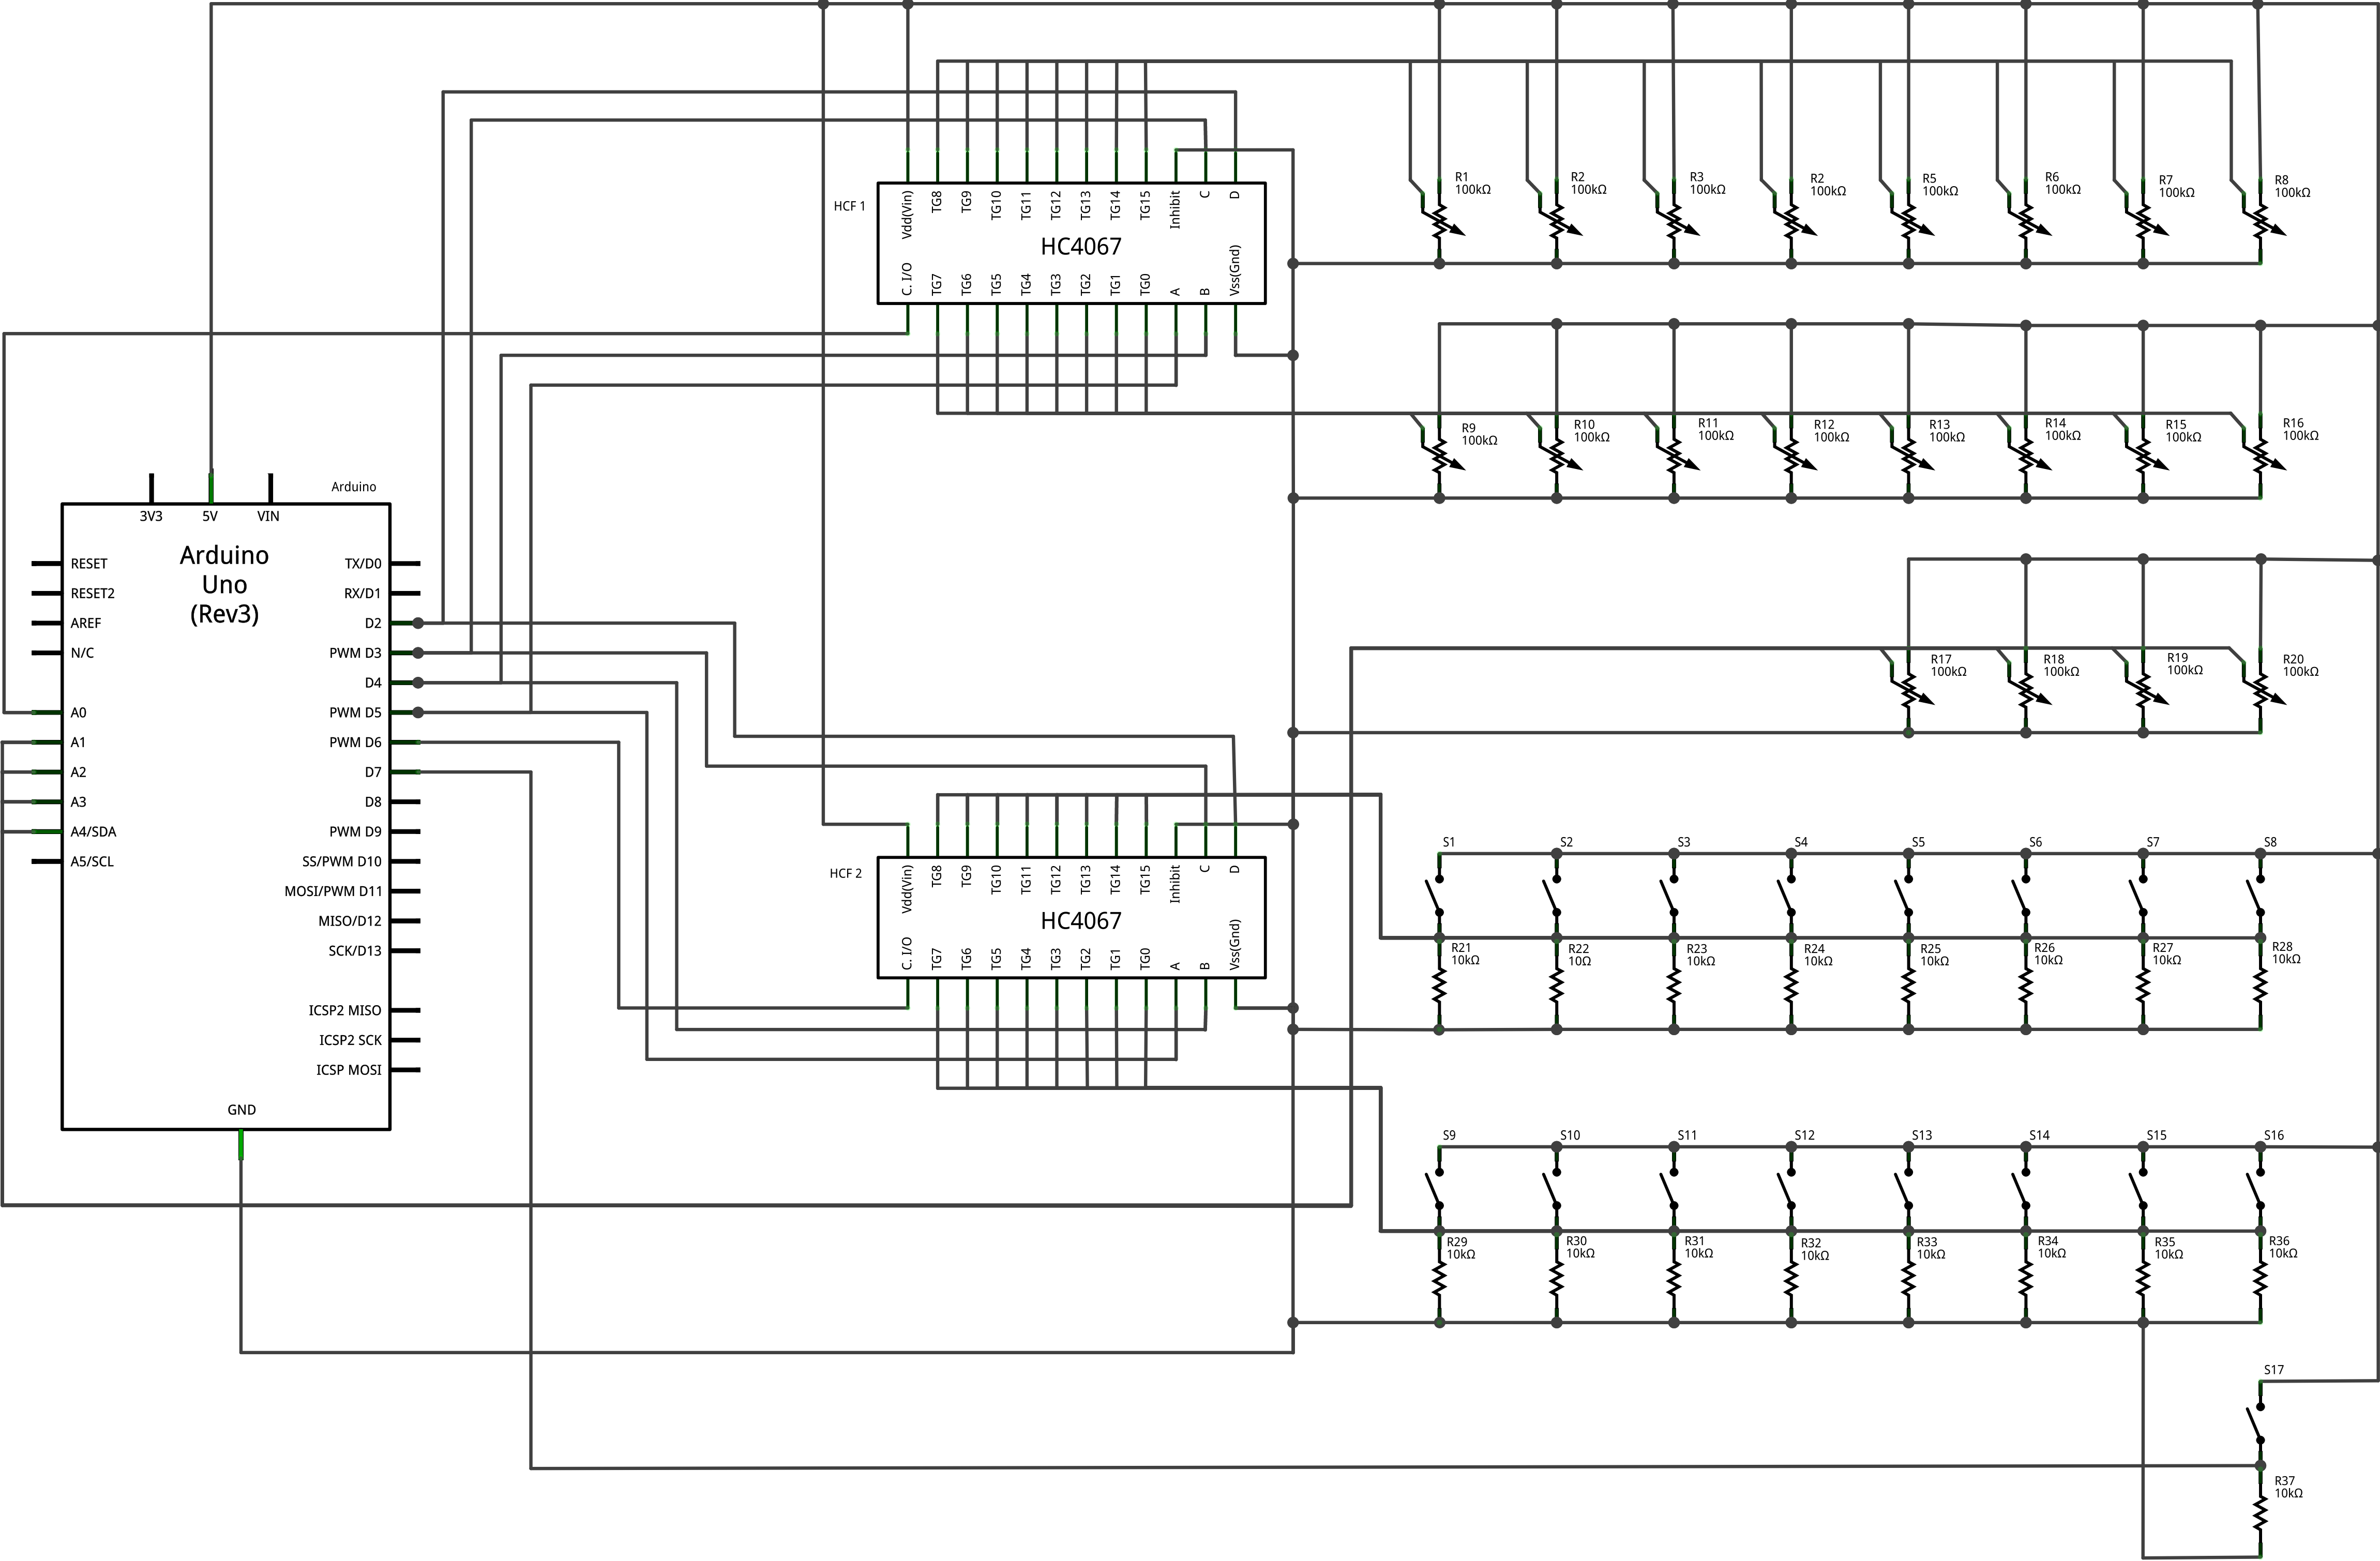 R1
100kΩ
R2
100kΩ
R3
100kΩ
R2
100kΩ
R5
100kΩ
R6
100kΩ
R7
100kΩ
R8
100kΩ
HCF 1
Vdd(Vin)
TG8
TG9
TG10
TG11
TG12
TG13
TG14
TG15
Inhibit
C
D
HC4067
C. I/O
TG7
TG6
TG5
TG4
TG3
TG2
TG1
TG0
A
B
Vss(Gnd)
R9
100kΩ
R10
100kΩ
R11
100kΩ
R12
100kΩ
R13
100kΩ
R14
100kΩ
R15
100kΩ
R16
100kΩ
Arduino
3V3
5V
VIN
Arduino
Uno
(Rev3)
RESET
RESET2
AREF
N/C
A0
A1
A2
A3
A4/SDA
A5/SCL
TX/D0
RX/D1
D2
PWM D3
D4
PWM D5
PWM D6
D7
D8
PWM D9
SS/PWM D10
MOSI/PWM D11
MISO/D12
SCK/D13
ICSP2 MISO
ICSP2 SCK
ICSP MOSI
GND
R17
100kΩ
R18
100kΩ
R19
100kΩ
R20
100kΩ
HCF 2
Vdd(Vin)
TG8
TG9
TG10
TG11
TG12
TG13
TG14
TG15
Inhibit
C
D
HC4067
C. I/O
TG7
TG6
TG5
TG4
TG3
TG2
TG1
TG0
A
B
Vss(Gnd)
S1
S2
S3
S4
S5
S6
S7
S8
R21
10kΩ
R22
10Ω
R23
10kΩ
R24
10kΩ
R25
10kΩ
R26
10kΩ
R27
10kΩ
R28
10kΩ
S9
S10
S11
S12
S13
S14
S15
S16
R29
10kΩ
R30
10kΩ
R31
10kΩ
R32
10kΩ
R33
10kΩ
R34
10kΩ
R35
10kΩ
R36
10kΩ
S17
R37
10kΩ